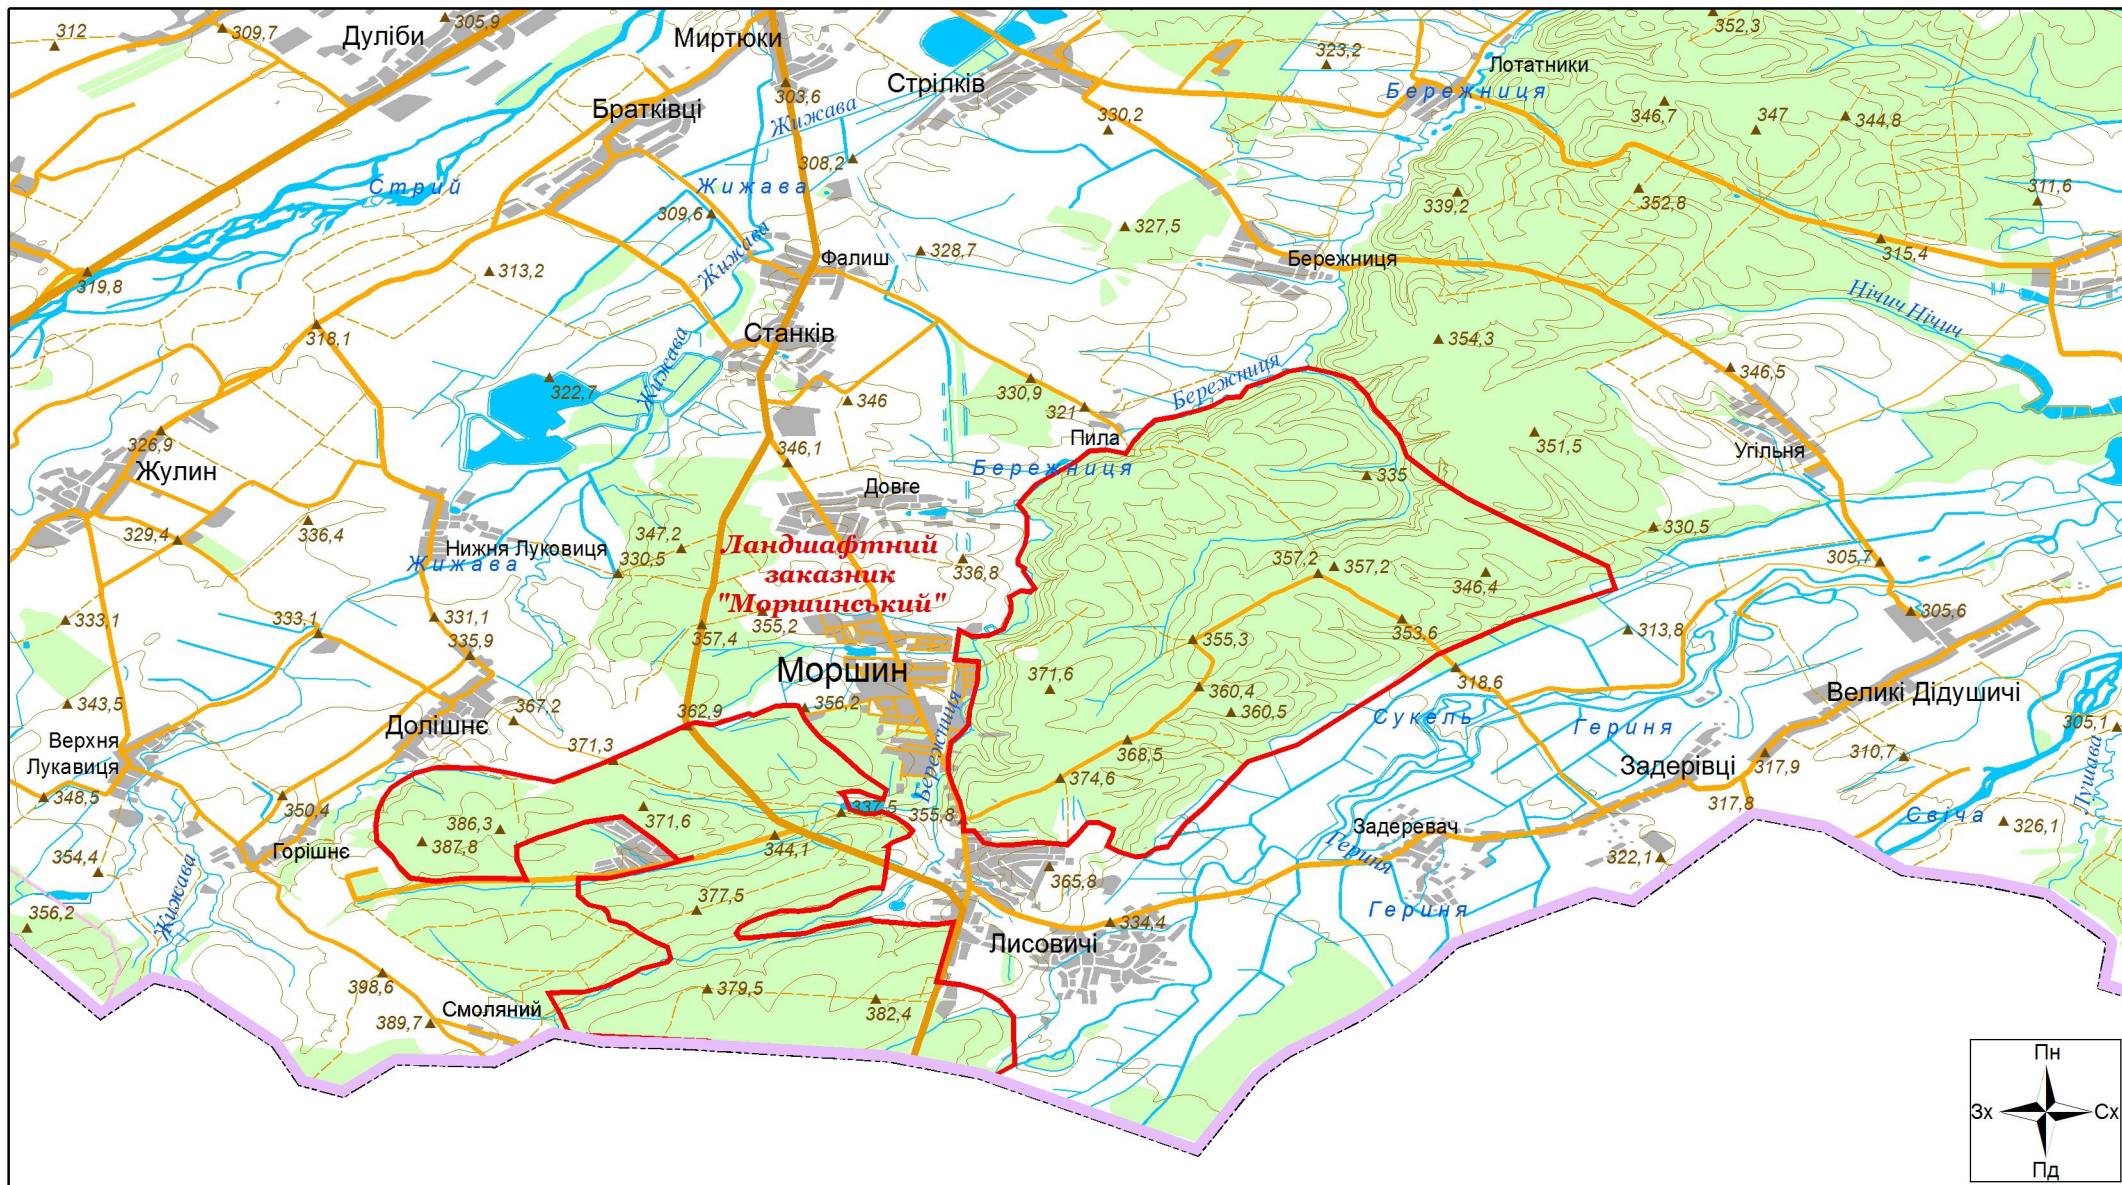 312
309,7
305,9
Дуліби
Миртюки
352,3
323,2
Лотатники
Стрілків
303,6
Бережниця
Братківці
Жижава
330,2
346,7
347
344,8
308,2
Стрий
Жижава
339,2
352,8
311,6
309,6
327,5
Жижава
328,7
315,4
Фалиш
Бережниця
319,8
313,2
Нічич Нічич
318,1
Станків
354,3
Жижава
Бережниця
346,5
322,7
330,9
346
321
326,9
Пила
351,5
Угільня
Жулин
346,1
Бережниця
335
Довге
336,4
330,5
329,4
Нижня Луковиця
347,2
Ландшафтний
заказник
"Моршинський"
Жижава
330,5
336,8
357,2
357,2
346,4
305,7
333,1
333,1
331,1
355,2
357,4
353,6
313,8
305,6
335,9
355,3
Моршин
318,6
371,6
360,4
343,5
367,2
362,9
356,2
Бережниця
360,5
Сукель
Гериня
Великі Дідушичі
305,1
Долішнє
Верхня
Лукавиця
371,3
368,5
Задерівці
317,9
310,7
Лушава
374,6
348,5
350,4
371,6
337,5
355,8
317,8
Свіча
326,1
386,3
387,8
344,1
Задеревач
Гериня
Горішнє
354,4
365,8
322,1
Жижава
377,5
Гериня
356,2
334,4
Лисовичі
398,6
379,5
382,4
Смоляний
389,7
Пн
Зх
Сх
Пд